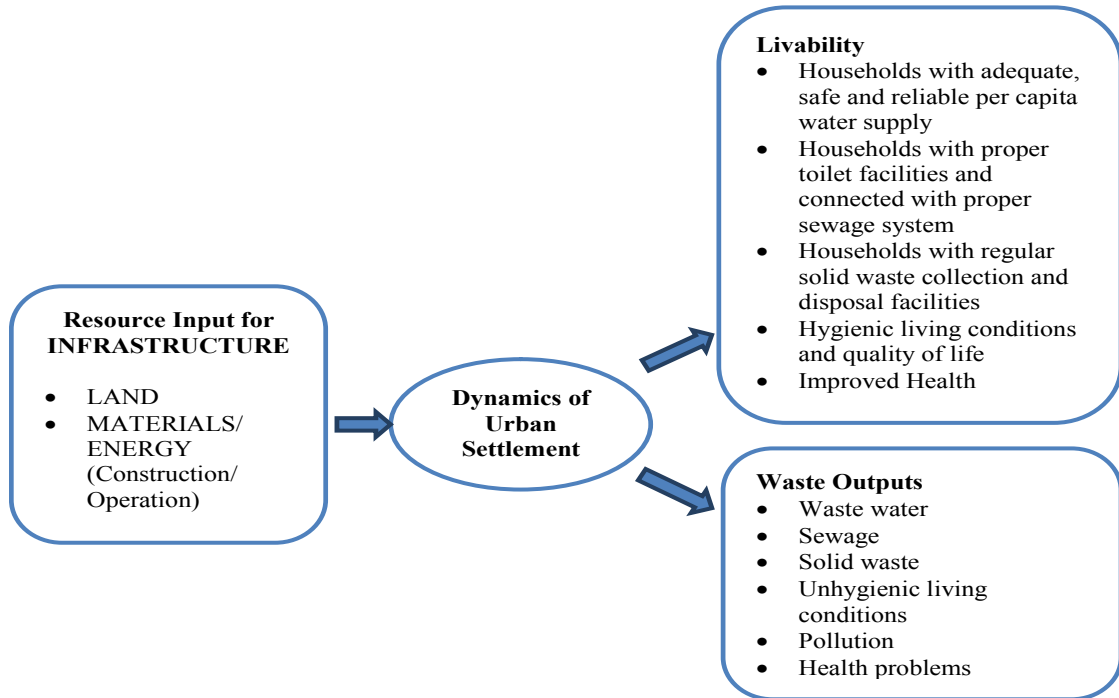 Resource Input for
INFRASTRUCTURE
• LAND
• MATERIALS/
ENERGY
(Construction/
Operation)
Dynamics of
Urban
Settlement
Livability
• Households with adequate,
safe and reliable per capita
water supply
• Households with proper
toilet facilities and
connected with proper
sewage system
• Households with regular
solid waste collection and
disposal facilities
• Hygienic living conditions
and quality of life
• Improved Health
Waste Outputs
• Waste water
• Sewage
• Solid waste
• Unhygienic living
conditions
• Pollution
• Health problems